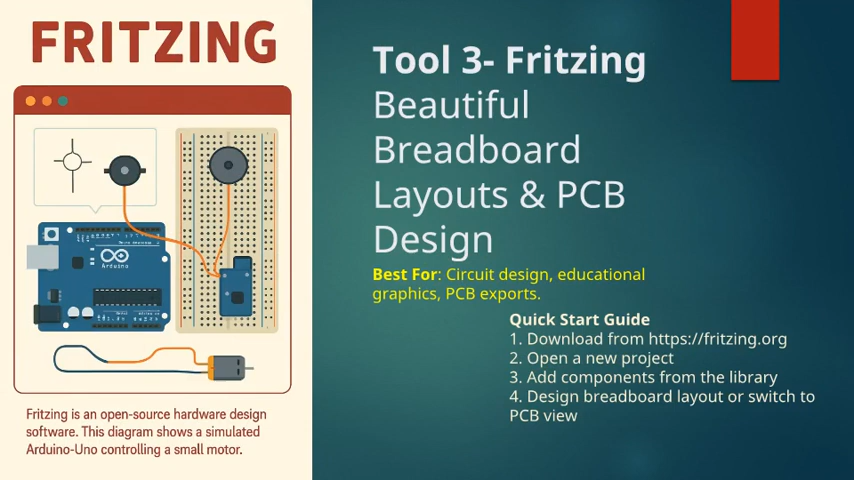 FRITZING
Arduino
Fritzing is an open-source hardware design
software. This diagram shows a simulated
Arduino-Uno controlling a small motor.
Tool 3- Fritzing
Beautiful
Breadboard
Layouts & PCB
Design
Best For: Circuit design, educational
graphics, PCB exports.
Quick Start Guide
1. Download from https://fritzing.org
2. Open a new project
3. Add components from the library
4. Design breadboard layout or switch to
PCB view